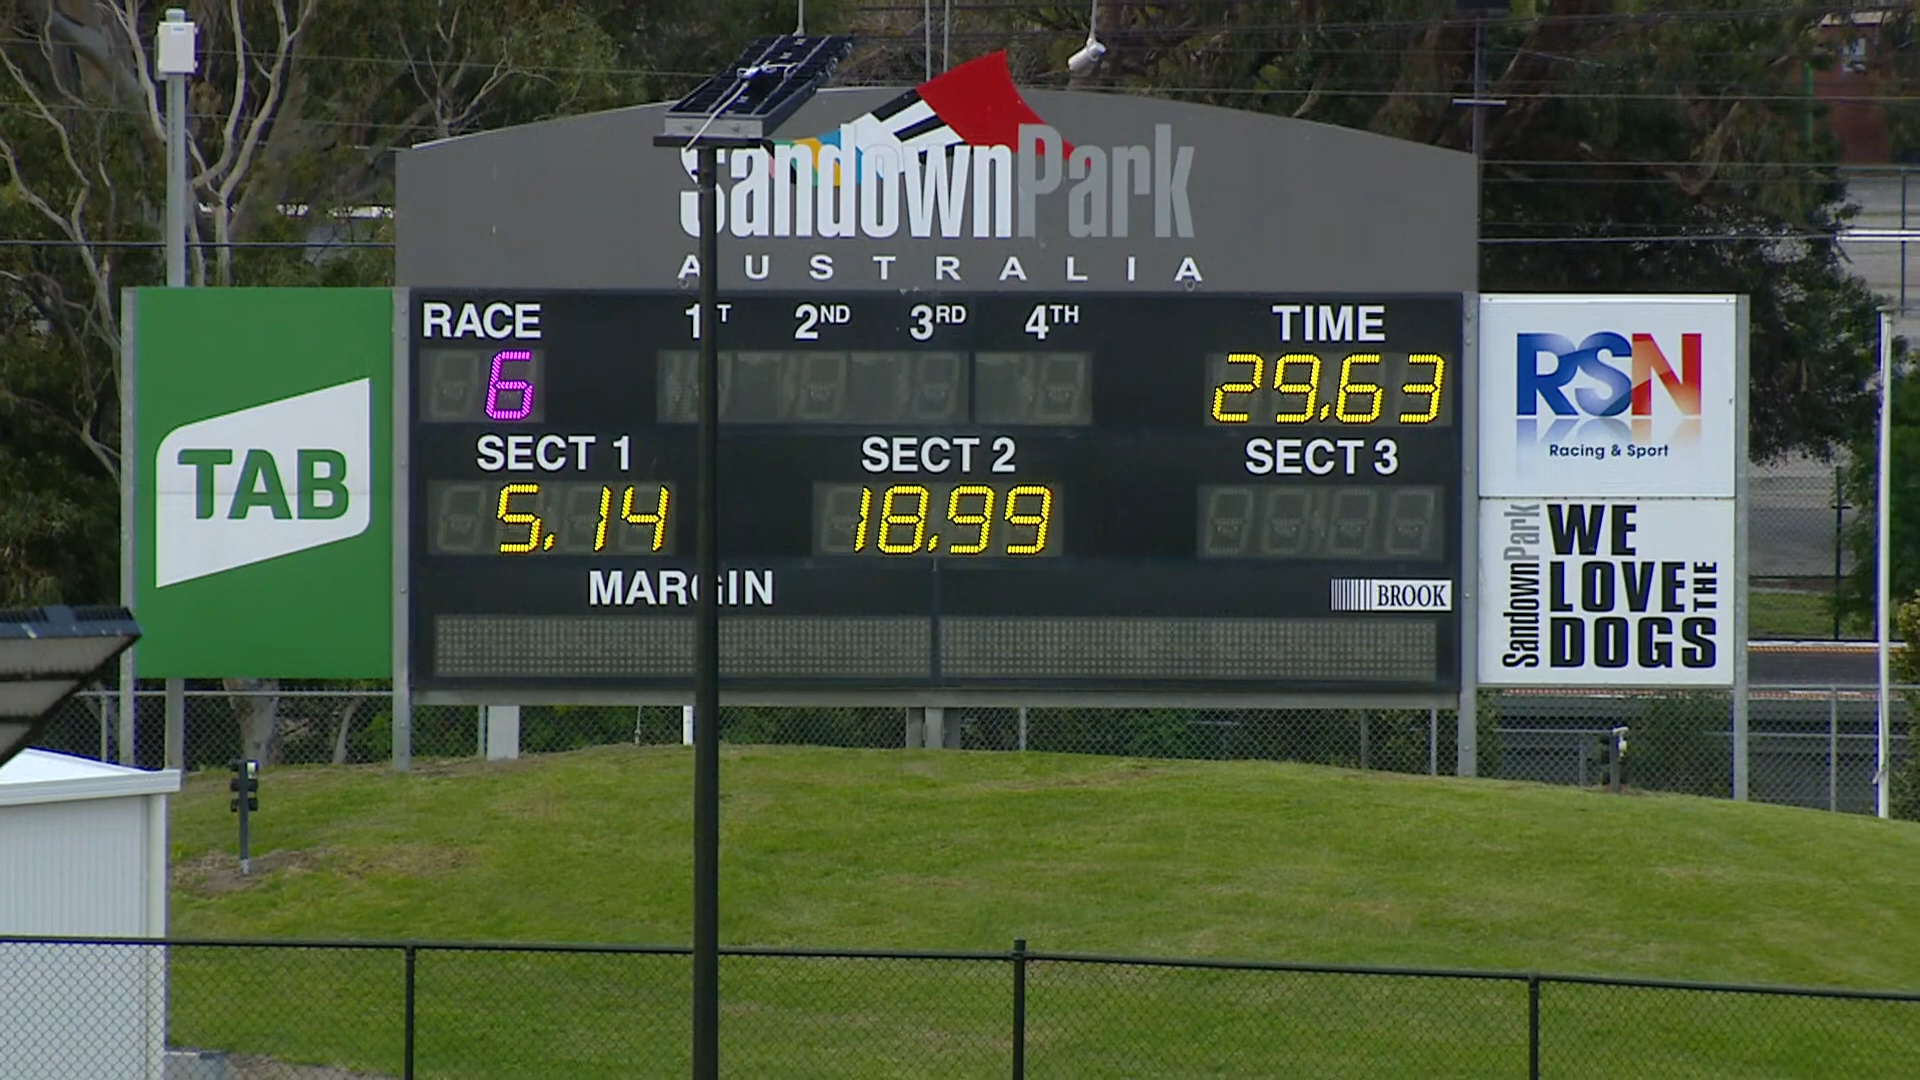 SandownPark
AUSTRALIA
RACE 1 T 2ND 3RD 4TH TIME
6 29.63
SECT 1 SECT 2 SECT 3
5.14 18.99
MARGIN
BROOK
TAB
RSN
Racing & Sport
SandownPark
WE
LOVE THE
DOGS